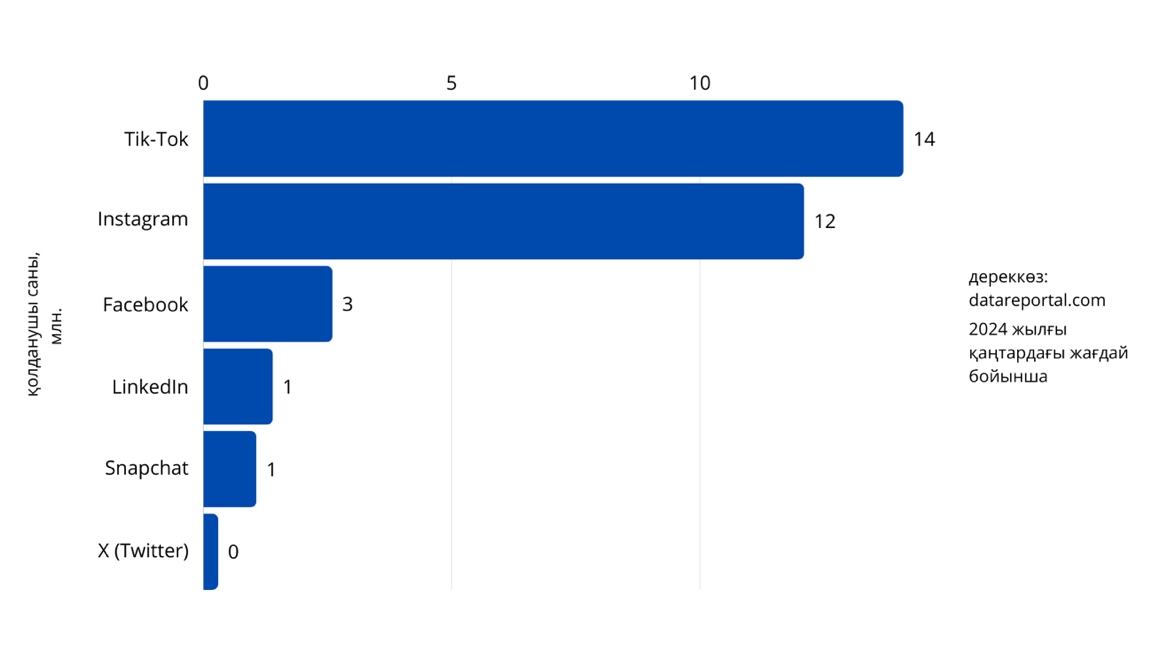 0 5 10
Tik-Tok 14
Instagram 12
Facebook 3
LinkedIn 1
Snapchat 1
X (Twitter) 0
қолданушы саны,
млн.
дереккөз:
datareportal.com
2024 жылғы
қаңтардағы жағдай
бойынша